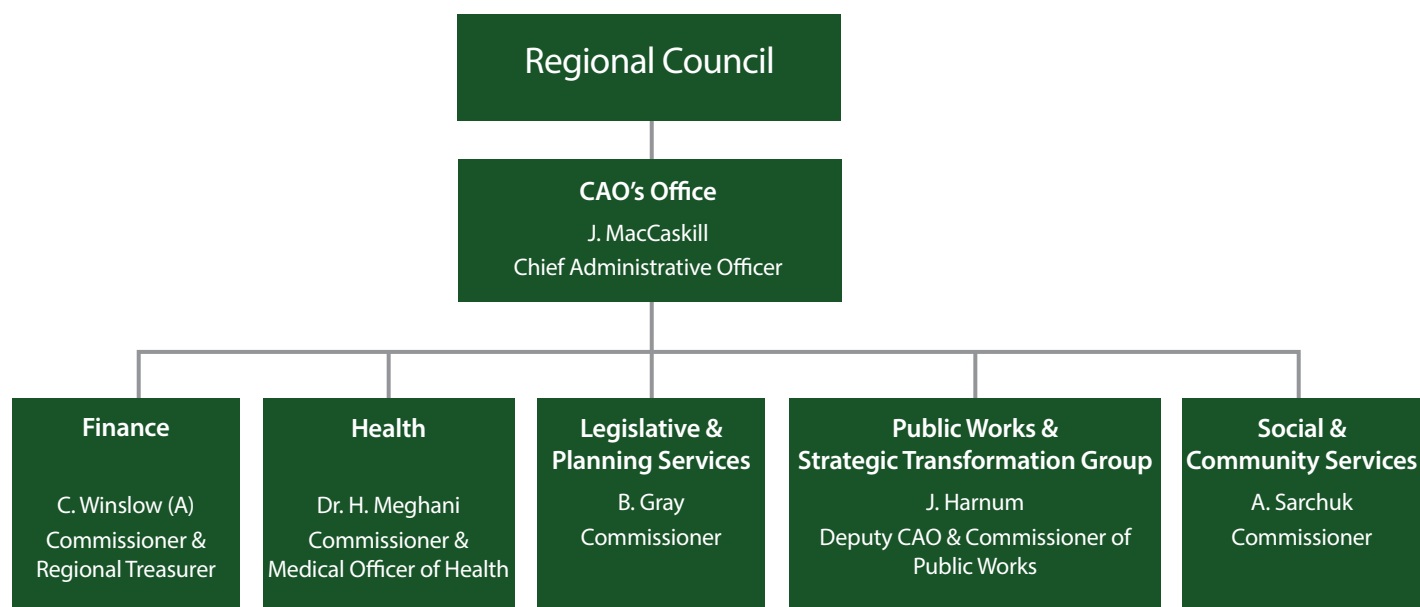 Regional Council
CAO's Office
J. MacCaskill
Chief Administrative Officer
Finance
C. Winslow (A)
Commissioner &
Regional Treasurer
Health
Dr. H. Meghani
Commissioner &
Medical Officer of Health
Legislative &
Planning Services
B. Gray
Commissioner
Public Works &
Strategic Transformation Group
J. Harnum
Deputy CAO & Commissioner of
Public Works
Social &
Community Services
A. Sarchuk
Commissioner